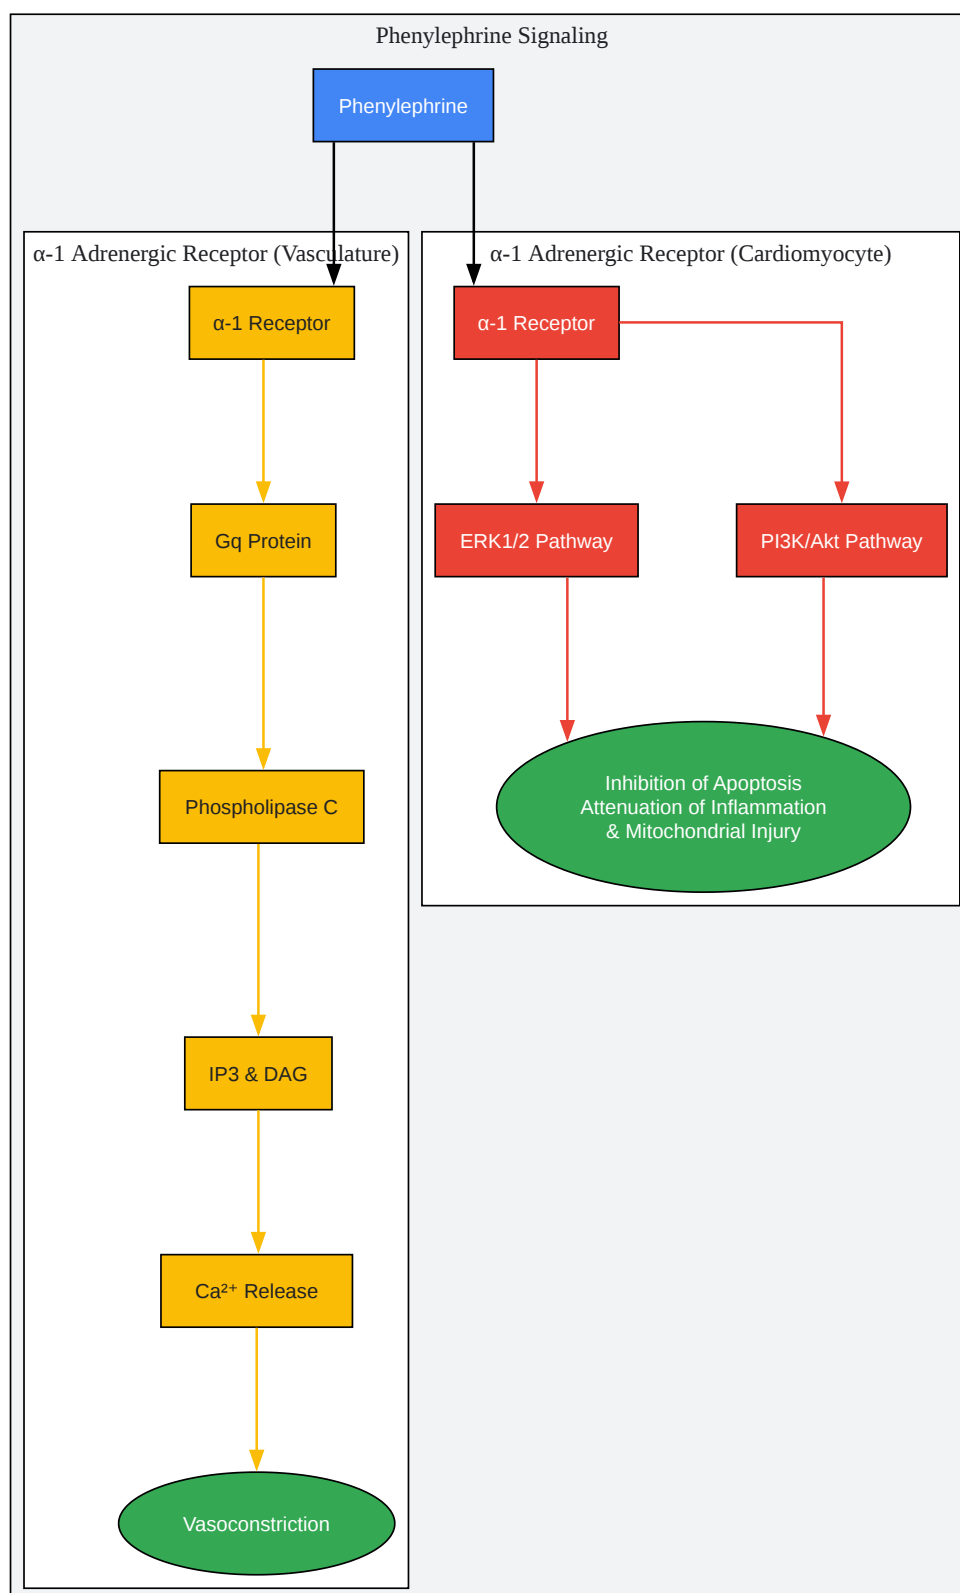 Phenylephrine Signaling
Phenylephrine
α-1 Adrenergic Receptor (Vasculature)
α-1 Receptor
Gq Protein
Phospholipase C
IP3 & DAG
Ca²⁺ Release
Vasoconstriction
α-1 Adrenergic Receptor (Cardiomyocyte)
α-1 Receptor
ERK1/2 Pathway
PI3K/Akt Pathway
Inhibition of Apoptosis
Attenuation of Inflammation
& Mitochondrial Injury